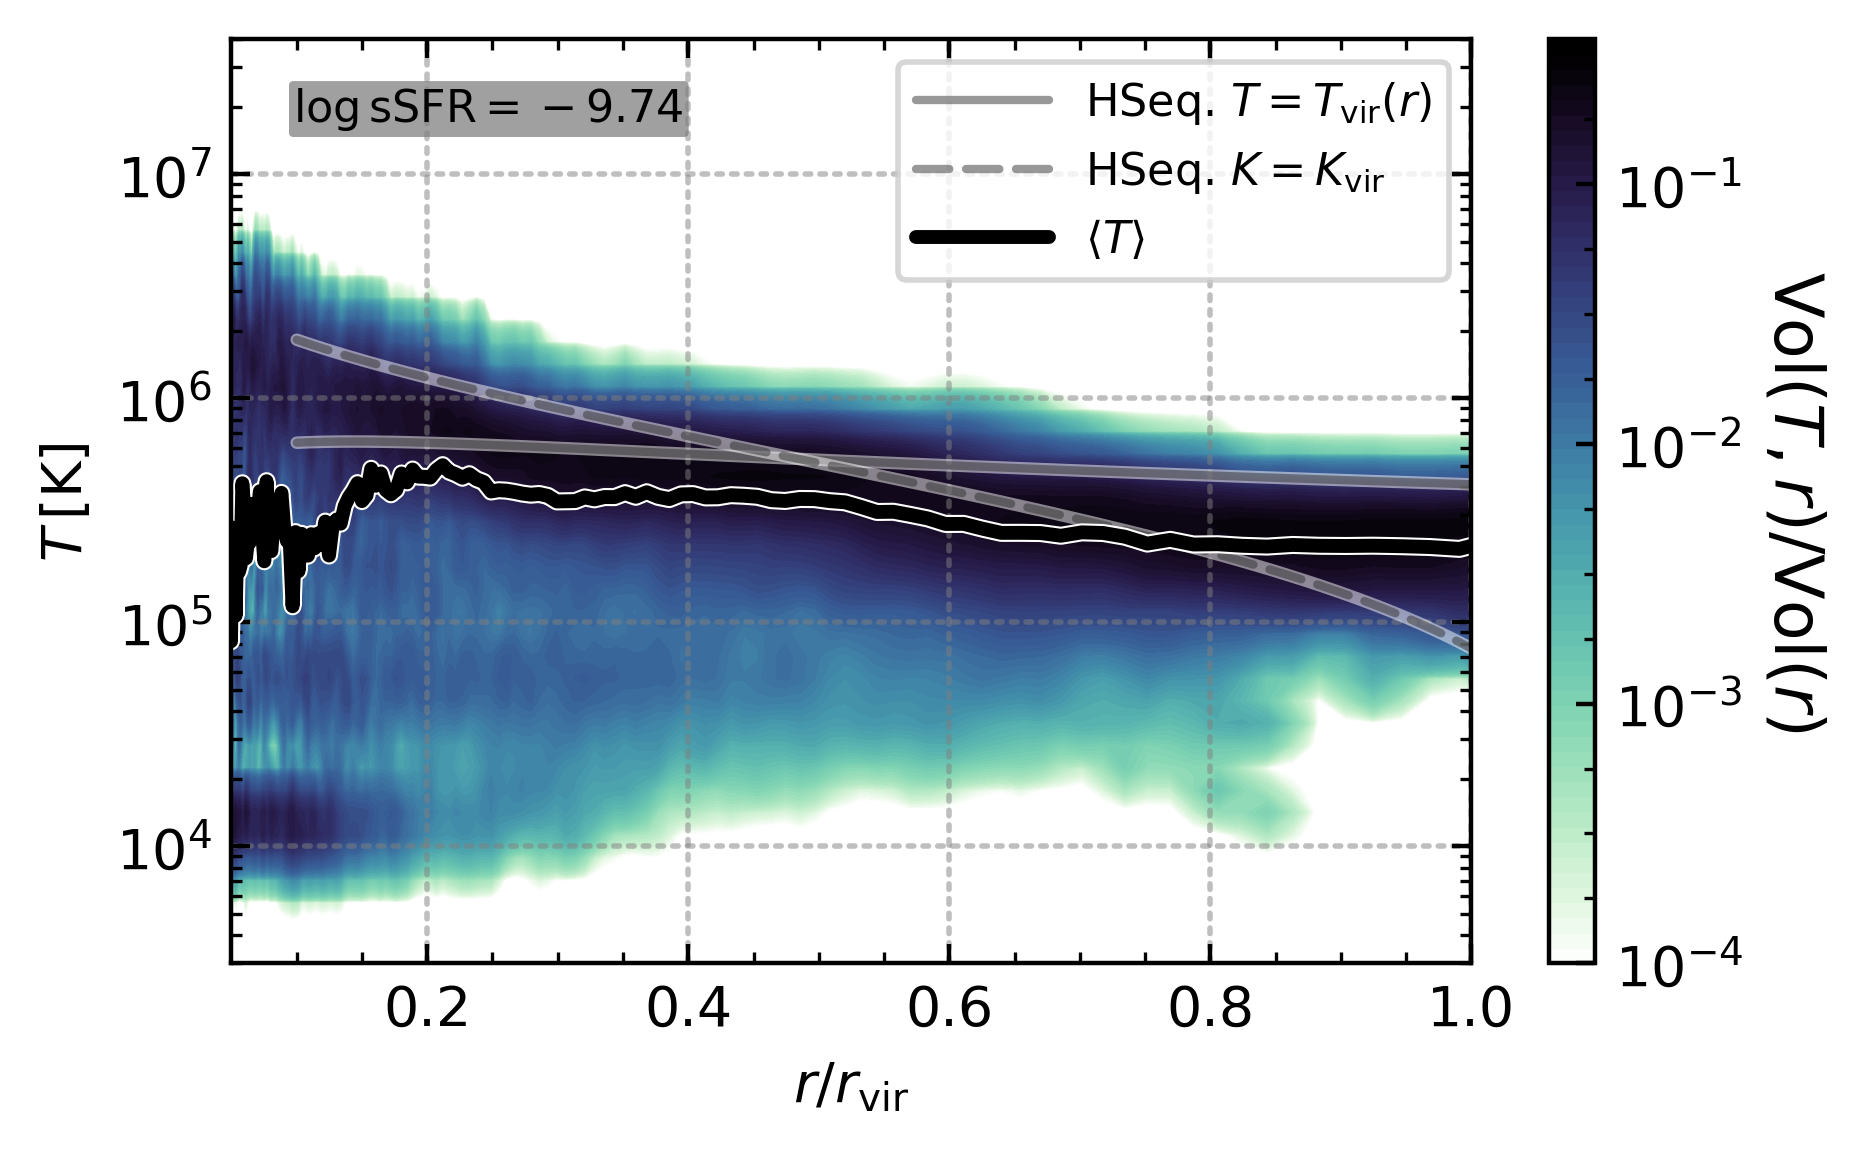 log sSFR = −9.74
HSeq. T = T_vir(r)
HSeq. K = K_vir
⟨T⟩
10^7
10^6
10^5
10^4
T [K]
0.2 0.4 0.6 0.8 1.0
r/r_vir
10^−1
10^−2
10^−3
10^−4
Vol(T, r)/Vol(r)